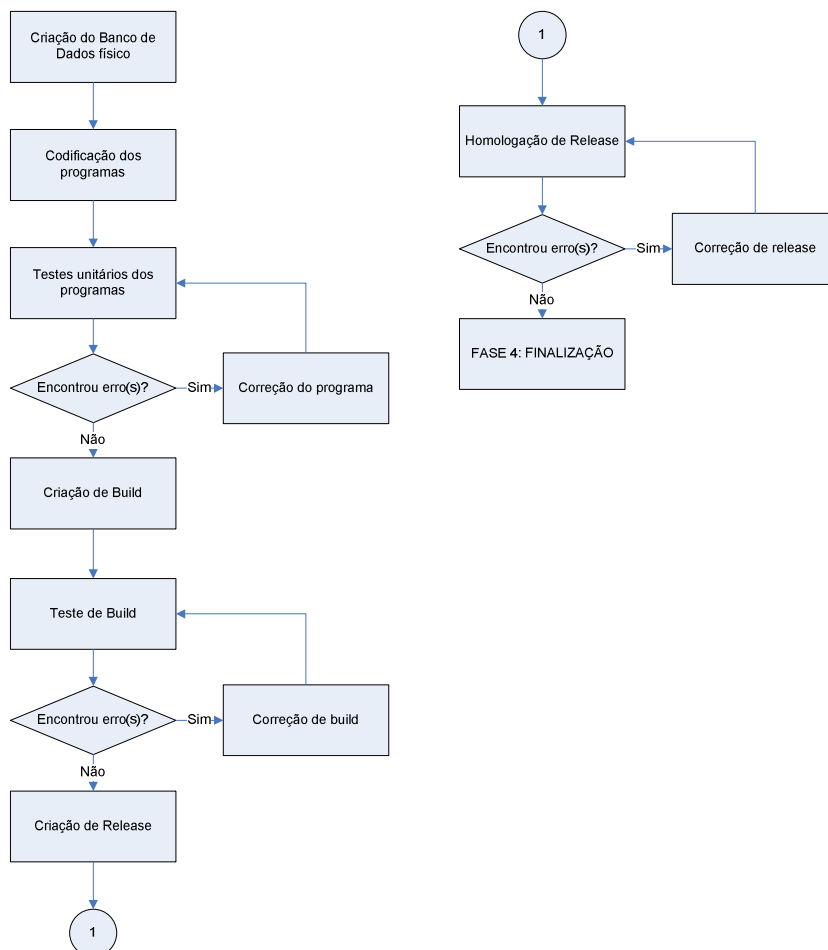 Criação do Banco de
Dados físico
Codificação dos
programas
Testes unitários dos
programas
Encontrou erro(s)?
Sim
Correção do programa
Não
Criação de Build
Teste de Build
Encontrou erro(s)?
Sim
Correção de build
Não
Criação de Release
1
1
Homologação de Release
Encontrou erro(s)?
Sim
Correção de release
Não
FASE 4: FINALIZAÇÃO